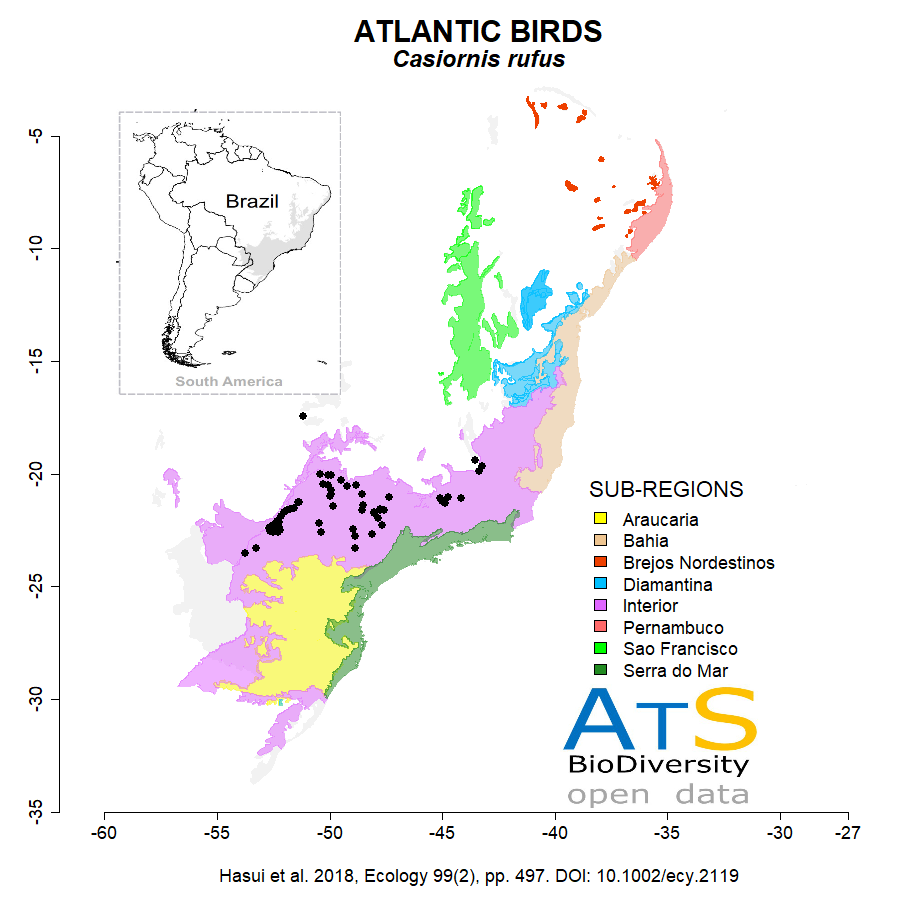 ATLANTIC BIRDS
Casiornis rufus
-5
-10
-15
-20
-25
-30
-35
Brazil
South America
SUB-REGIONS
Araucaria
Bahia
Brejos Nordestinos
Diamantina
Interior
Pernambuco
Sao Francisco
Serra do Mar
ATS
BioDiversity
open data
-60 -55 -50 -45 -40 -35 -30 -27
Hasui et al. 2018, Ecology 99(2), pp. 497. DOI: 10.1002/ecy.2119